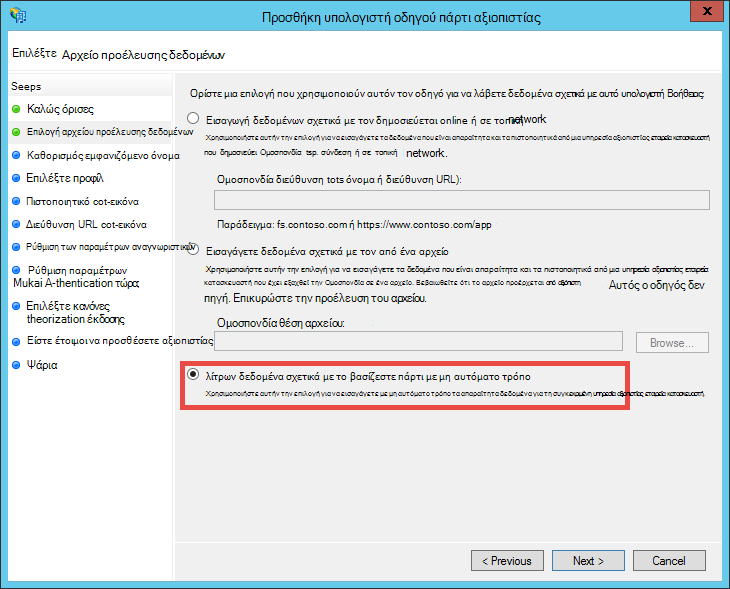 Προσθήκη υπολογιστή οδηγού πάρτι αξιοπιστίας
Επιλέξτε Αρχείο προέλευσης δεδομένων
Seeps
Καλώς όρισες
Επιλογή αρχείου προέλευσης δεδομένων
Καθορισμός εμφανιζόμενο όνομα
Επιλέξτε προφίλ
Πιστοποιητικό cot-εικόνα
Διεύθυνση URL cot-εικόνα
Ρύθμιση των παραμέτρων αναγνωριστικών
Ρύθμιση παραμέτρων
Mukai A-thentication τώρα;
Επιλέξτε κανόνες
theorization έκδοσης
Είστε έτοιμοι να προσθέσετε αξιοπιστίας
Ψάρια
Ορίστε μια επιλογή που χρησιμοποιούν αυτόν τον οδηγό για να λάβετε δεδομένα σχετικά με αυτό υπολογιστή Βοήθειας:
Εισαγωγή δεδομένων σχετικά με τον δημοσιεύεται online ή σε τοπική network
Χρησιμοποιήστε αυτήν την επιλογή για να εισαγάγετε τα δεδομένα που είναι απαραίτητα και τα πιστοποιητικά από μια υπηρεσία αξιοπιστίας εταιρεία κατασκευαστή
που δημοσιεύει Ομοσπονδία tsp. σύνδεση ή σε τοπική network.
Ομοσπονδία διεύθυνση tots όνομα ή διεύθυνση URL):
Παράδειγμα: fs.contoso.com ή https://www.contoso.com/app
Εισαγάγετε δεδομένα σχετικά με τον από ένα αρχείο
Χρησιμοποιήστε αυτήν την επιλογή για να εισαγάγετε τα δεδομένα που είναι απαραίτητα και τα πιστοποιητικά από μια υπηρεσία αξιοπιστίας εταιρεία
κατασκευαστή που έχει εξαχθεί την Ομοσπονδία σε ένα αρχείο. Βεβαιωθείτε ότι το αρχείο προέρχεται από αξιόπιστη Αυτός ο οδηγός δεν
πηγή. Επικυρώστε την προέλευση του αρχείου.
Ομοσπονδία θέση αρχείου:
Browse...
λίτρων δεδομένα σχετικά με το βασίζεστε πάρτι με μη αυτόματο τρόπο
Χρησιμοποιήστε αυτήν την επιλογή για να εισαγάγετε με μη αυτόματο τρόπο τα απαραίτητα δεδομένα για τη συγκεκριμένη υπηρεσία αξιοπιστίας εταιρεία κατασκευαστή.
< Previous
Next >
Cancel